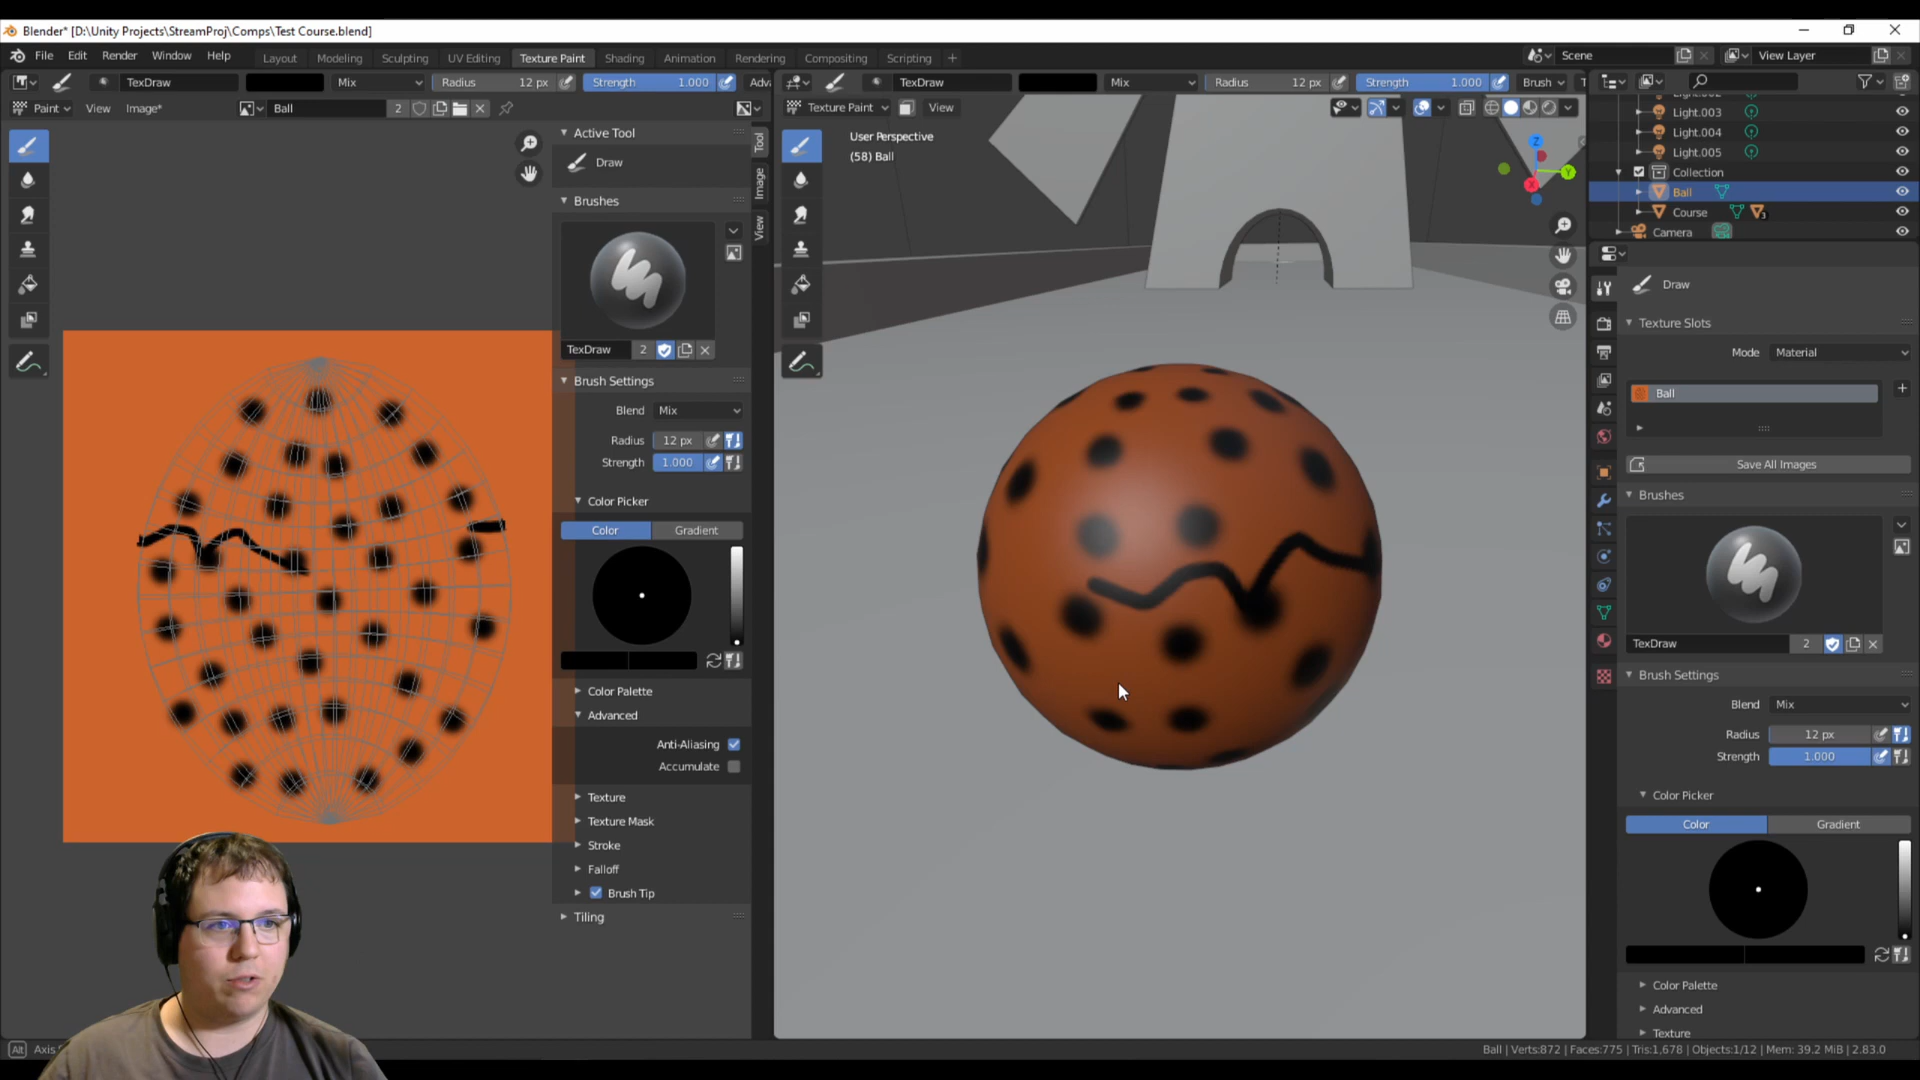 Blender* [D:\Unity Projects\StreamProj\Comps\Test Course.blend]
File Edit Render Window Help Layout Modeling Sculpting UV Editing Texture Paint Shading Animation Rendering Compositing Scripting + Scene View Layer
TexDraw Mix Radius 12 px Strength 1.000 Adv TexDraw Mix Radius 12 px Strength 1.000 Brush
Paint View Image* Ball 2 Texture Paint View
User Perspective
(58) Ball
Z
Y
X
Tool
Image
View
Active Tool
Draw
Brushes
TexDraw 2
Brush Settings
Blend Mix
Radius 12 px
Strength 1.000
Color Picker
Color Gradient
Color Palette
Advanced
Anti-Aliasing
Accumulate
Texture
Texture Mask
Stroke
Falloff
Brush Tip
Tiling
Light.002
Light.003
Light.004
Light.005
Collection
Ball
Course 3
Camera
Draw
Texture Slots
Mode Material
Ball
Save All Images
Brushes
TexDraw 2
Brush Settings
Blend Mix
Radius 12 px
Strength 1.000
Color Picker
Color Gradient
Color Palette
Advanced
Texture
Alt Axis
Ball | Verts:872 | Faces:775 | Tris:1,678 | Objects:1/12 | Mem: 39.2 MiB | 2.83.0